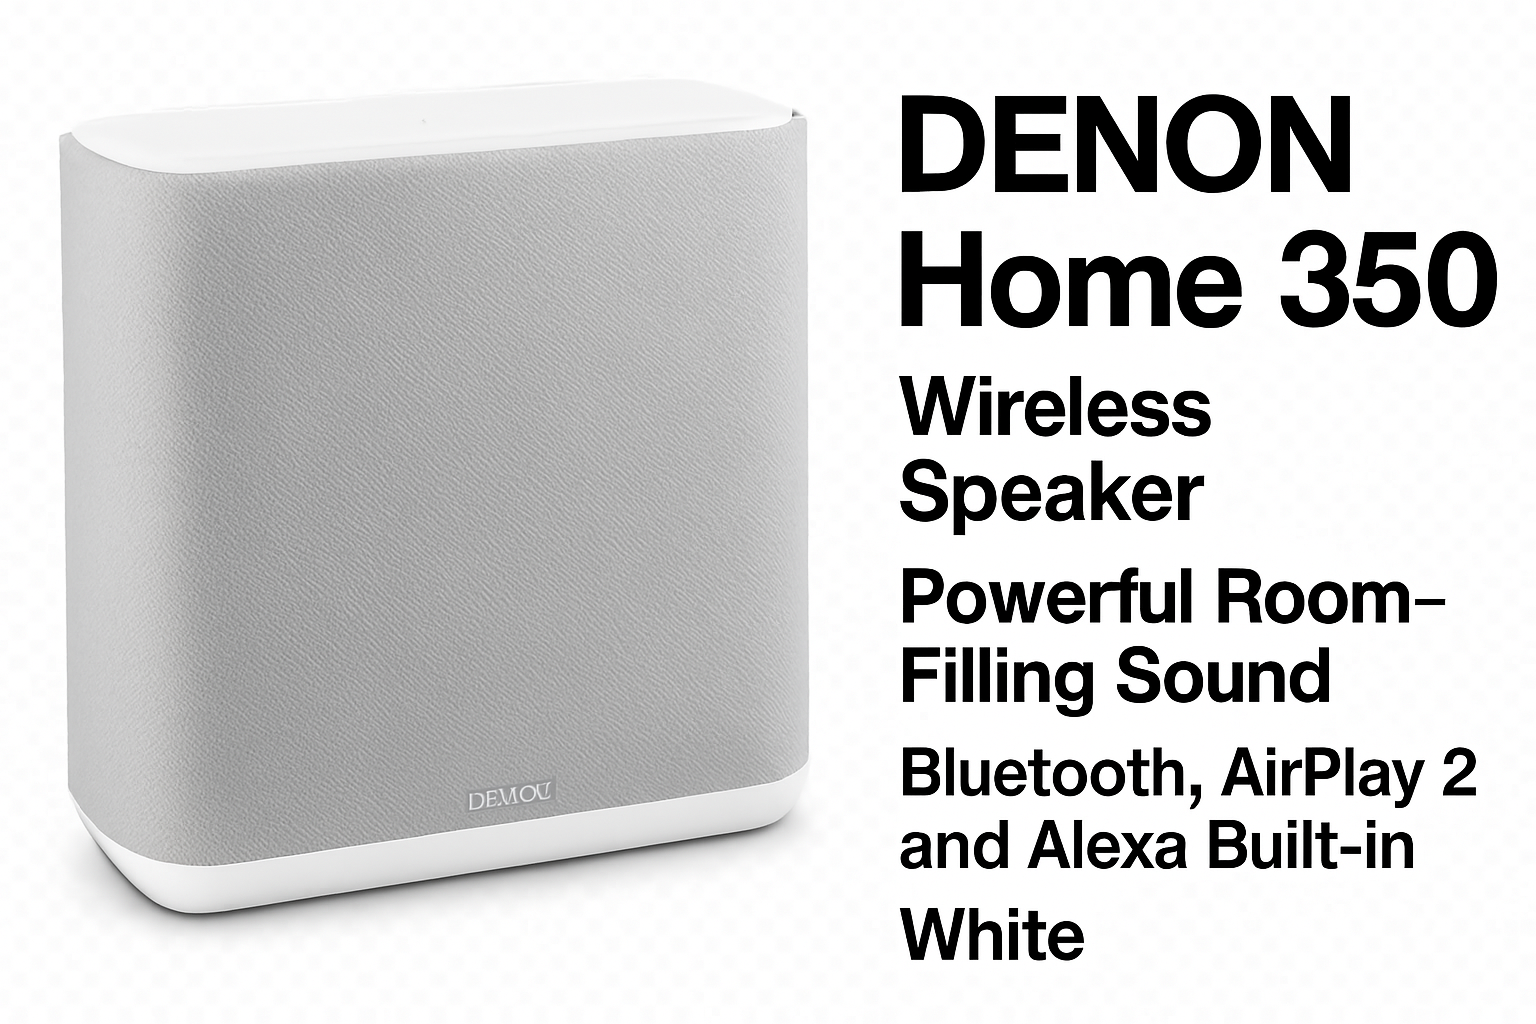 DENON
Home 350
Wireless
Speaker
Powerful Room–
Filling Sound
Bluetooth, AirPlay 2
and Alexa Built-in
White